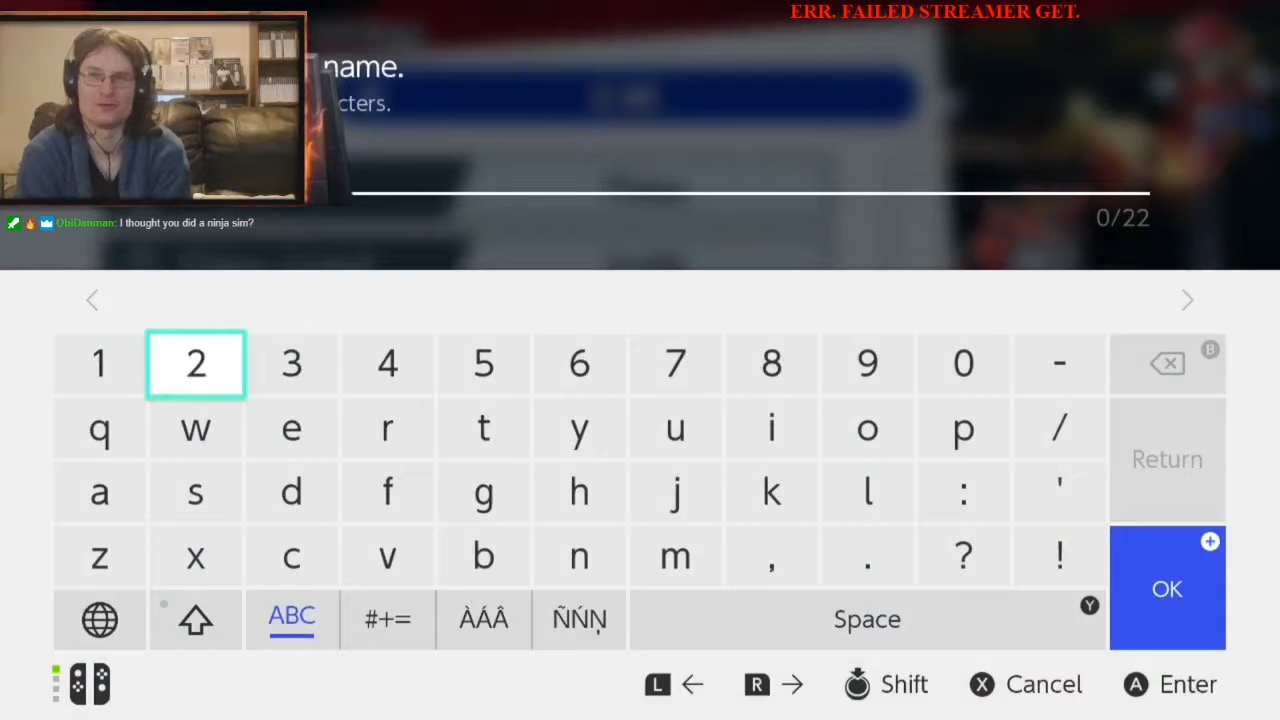 ERR. FAILED STREAMER GET.
name.
cters.
ObiDanman: I thought you did a ninja sim?
0/22
1 2 3 4 5 6 7 8 9 0 - B
q w e r t y u i o p /
Return
a s d f g h j k l : '
z x c v b n m , . ? !
OK
ABC #+= ÀÁÂ ÑŃŅ Space Y
L ← R → Shift X Cancel A Enter